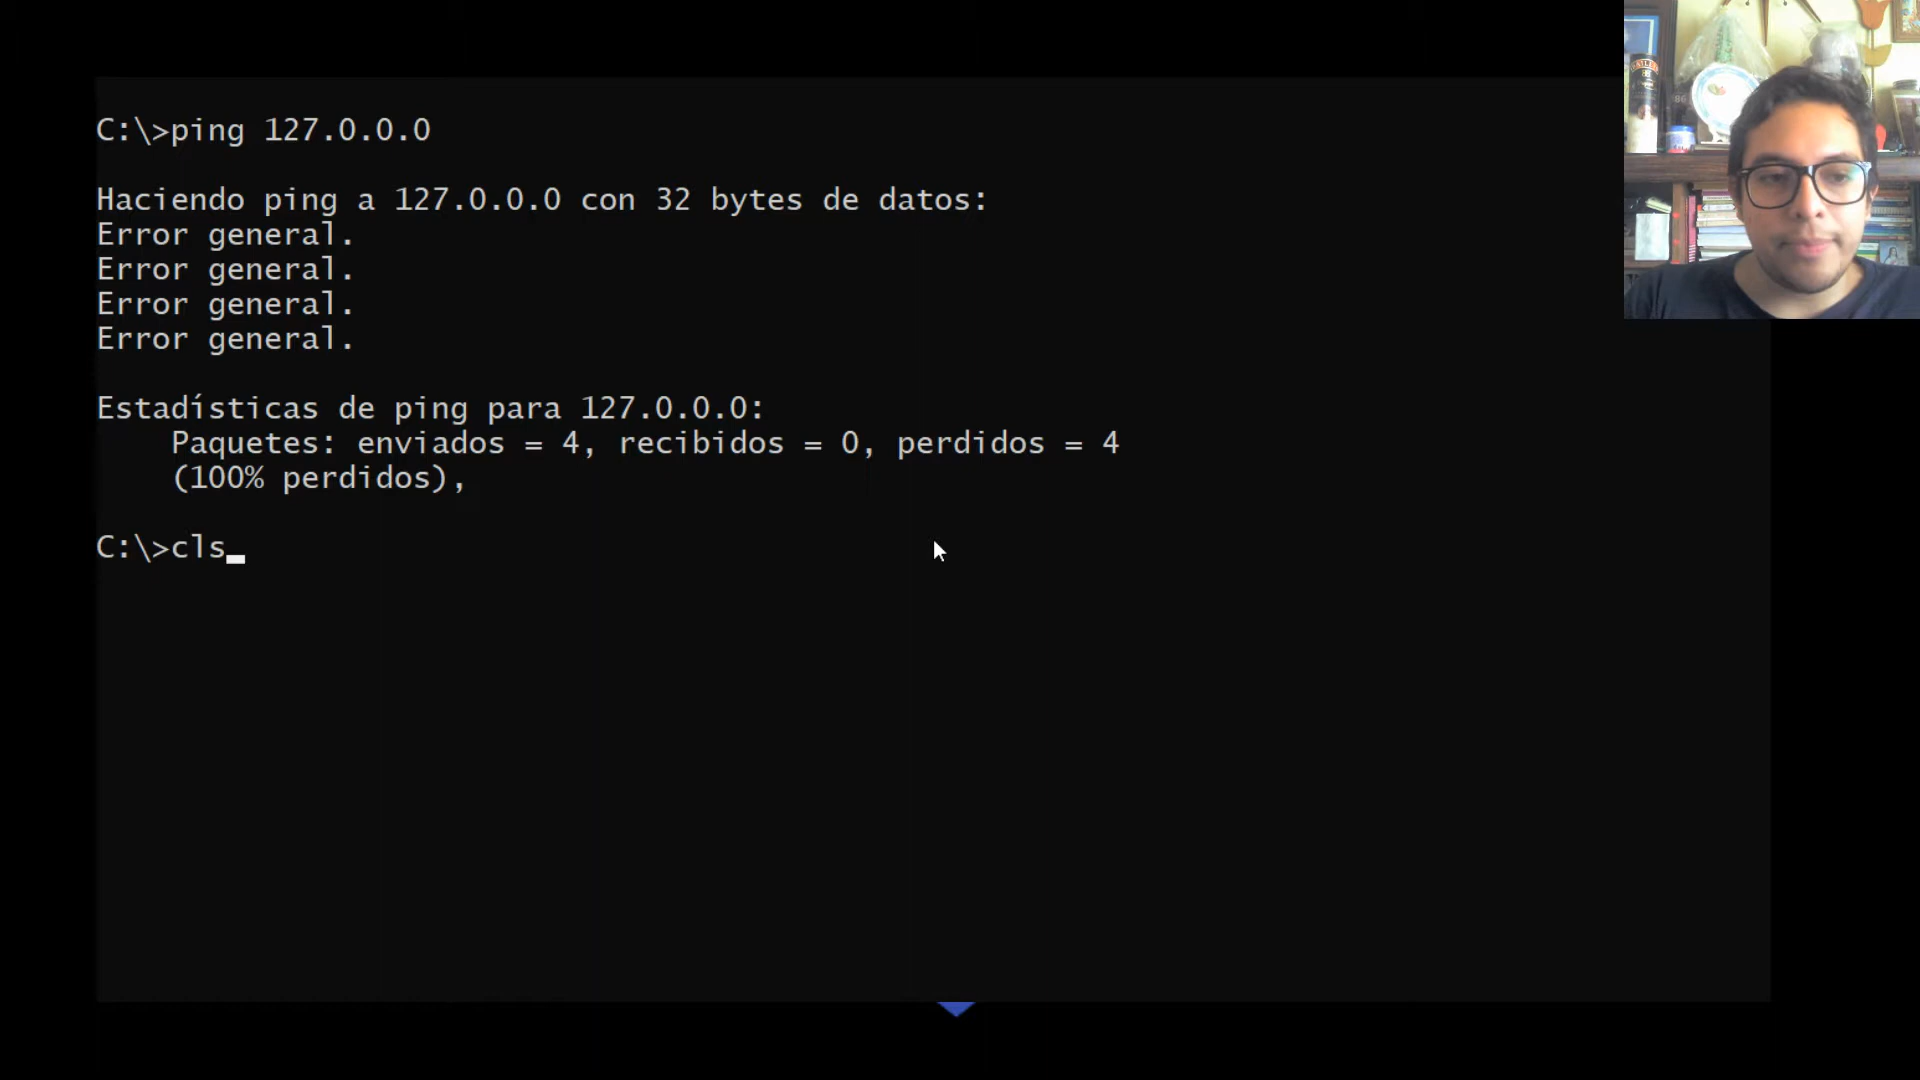 C:\>ping 127.0.0.0
Haciendo ping a 127.0.0.0 con 32 bytes de datos:
Error general.
Error general.
Error general.
Error general.
Estadísticas de ping para 127.0.0.0:
Paquetes: enviados = 4, recibidos = 0, perdidos = 4
(100% perdidos),
C:\>cls